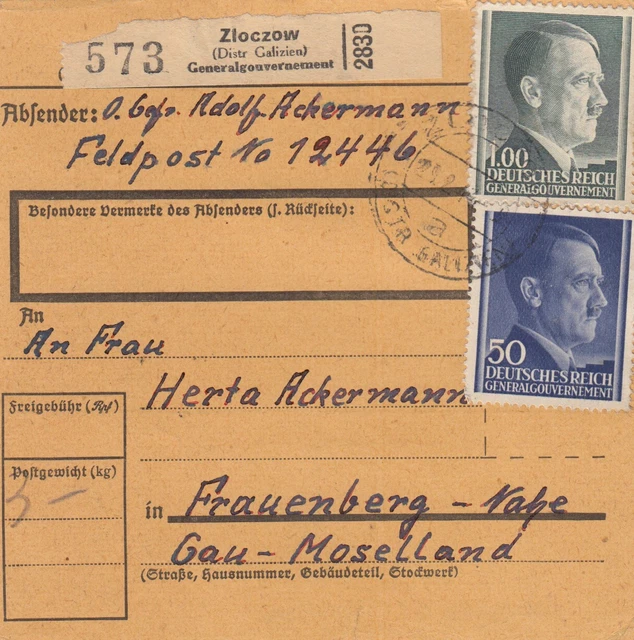 573
Zloczow
(Distr Galizien)
Generalgouvernement
2830
Absender: O. Gefr. Adolf Ackermann
Feldpost No 12446
1.00
DEUTSCHES REICH
GENERALGOUVERNEMENT
Besondere Vermerke des Absenders (s. Rückseite):
a
DISTR GALIZIEN
50
DEUTSCHES REICH
GENERALGOUVERNEMENT
An
An Frau
Herta Ackermann
Freigebühr (Rpf)
Postgewicht (kg)
in Frauenberg - Nahe
Gau - Moselland
(Straße, Hausnummer, Gebäudeteil, Stockwerk)